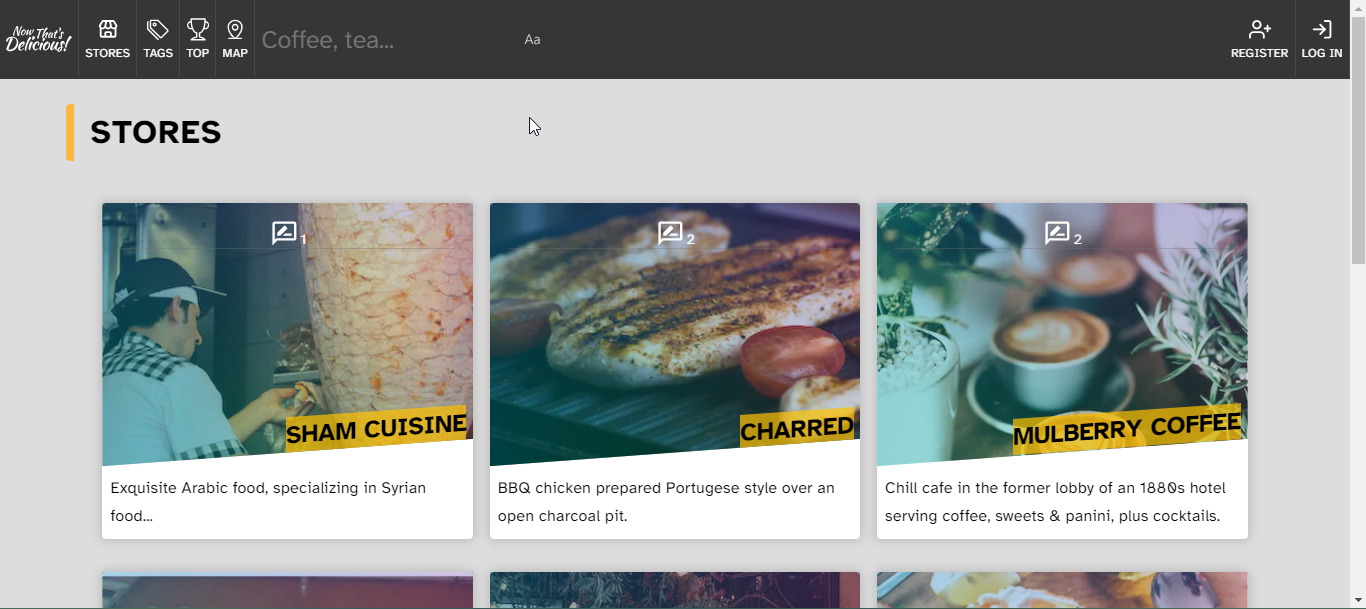 Now That's
Delicious!
STORES
TAGS
TOP
MAP
Coffee, tea...
Aa
REGISTER
LOG IN
STORES
1
2
2
SHAM CUISINE
CHARRED
MULBERRY COFFEE
Exquisite Arabic food, specializing in Syrian
food...
BBQ chicken prepared Portugese style over an
open charcoal pit.
Chill cafe in the former lobby of an 1880s hotel
serving coffee, sweets & panini, plus cocktails.